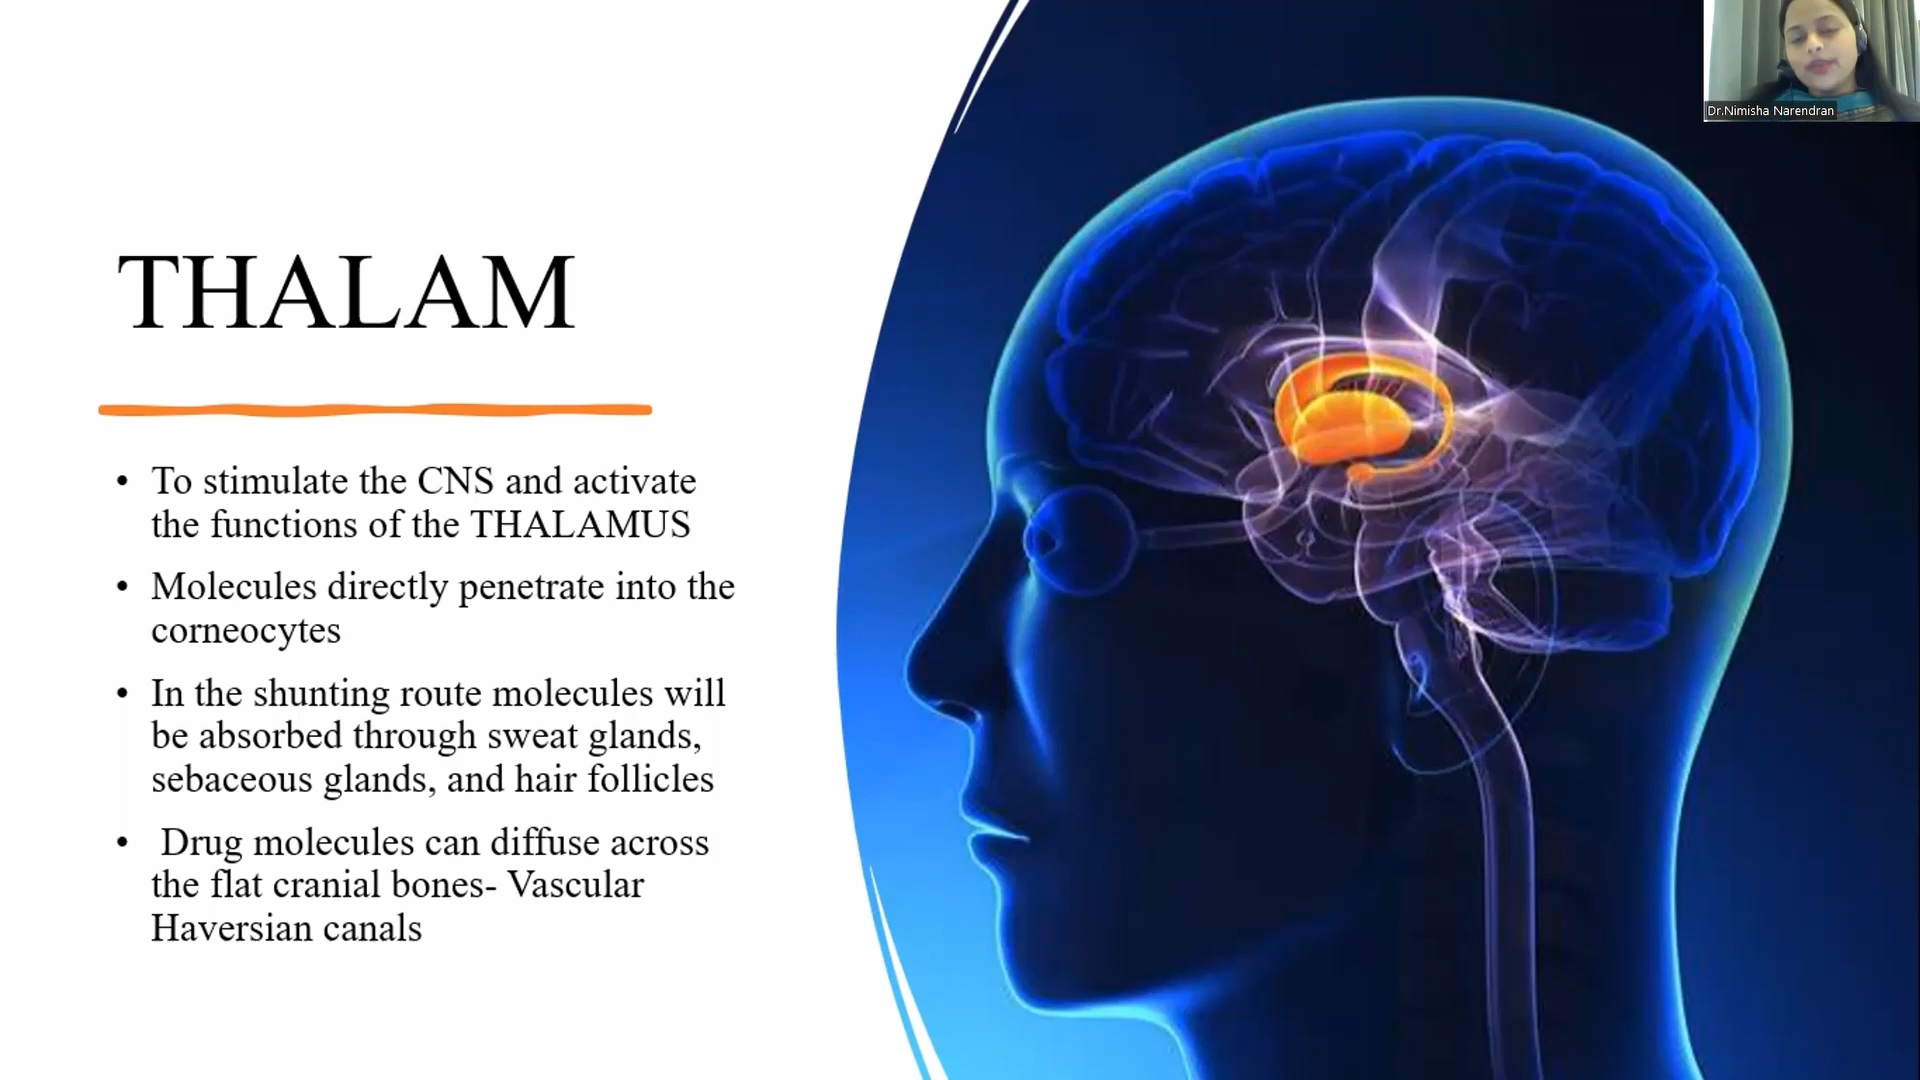 Dr.Nimisha Narendran
THALAM
• To stimulate the CNS and activate
the functions of the THALAMUS
• Molecules directly penetrate into the
corneocytes
• In the shunting route molecules will
be absorbed through sweat glands,
sebaceous glands, and hair follicles
• Drug molecules can diffuse across
the flat cranial bones- Vascular
Haversian canals